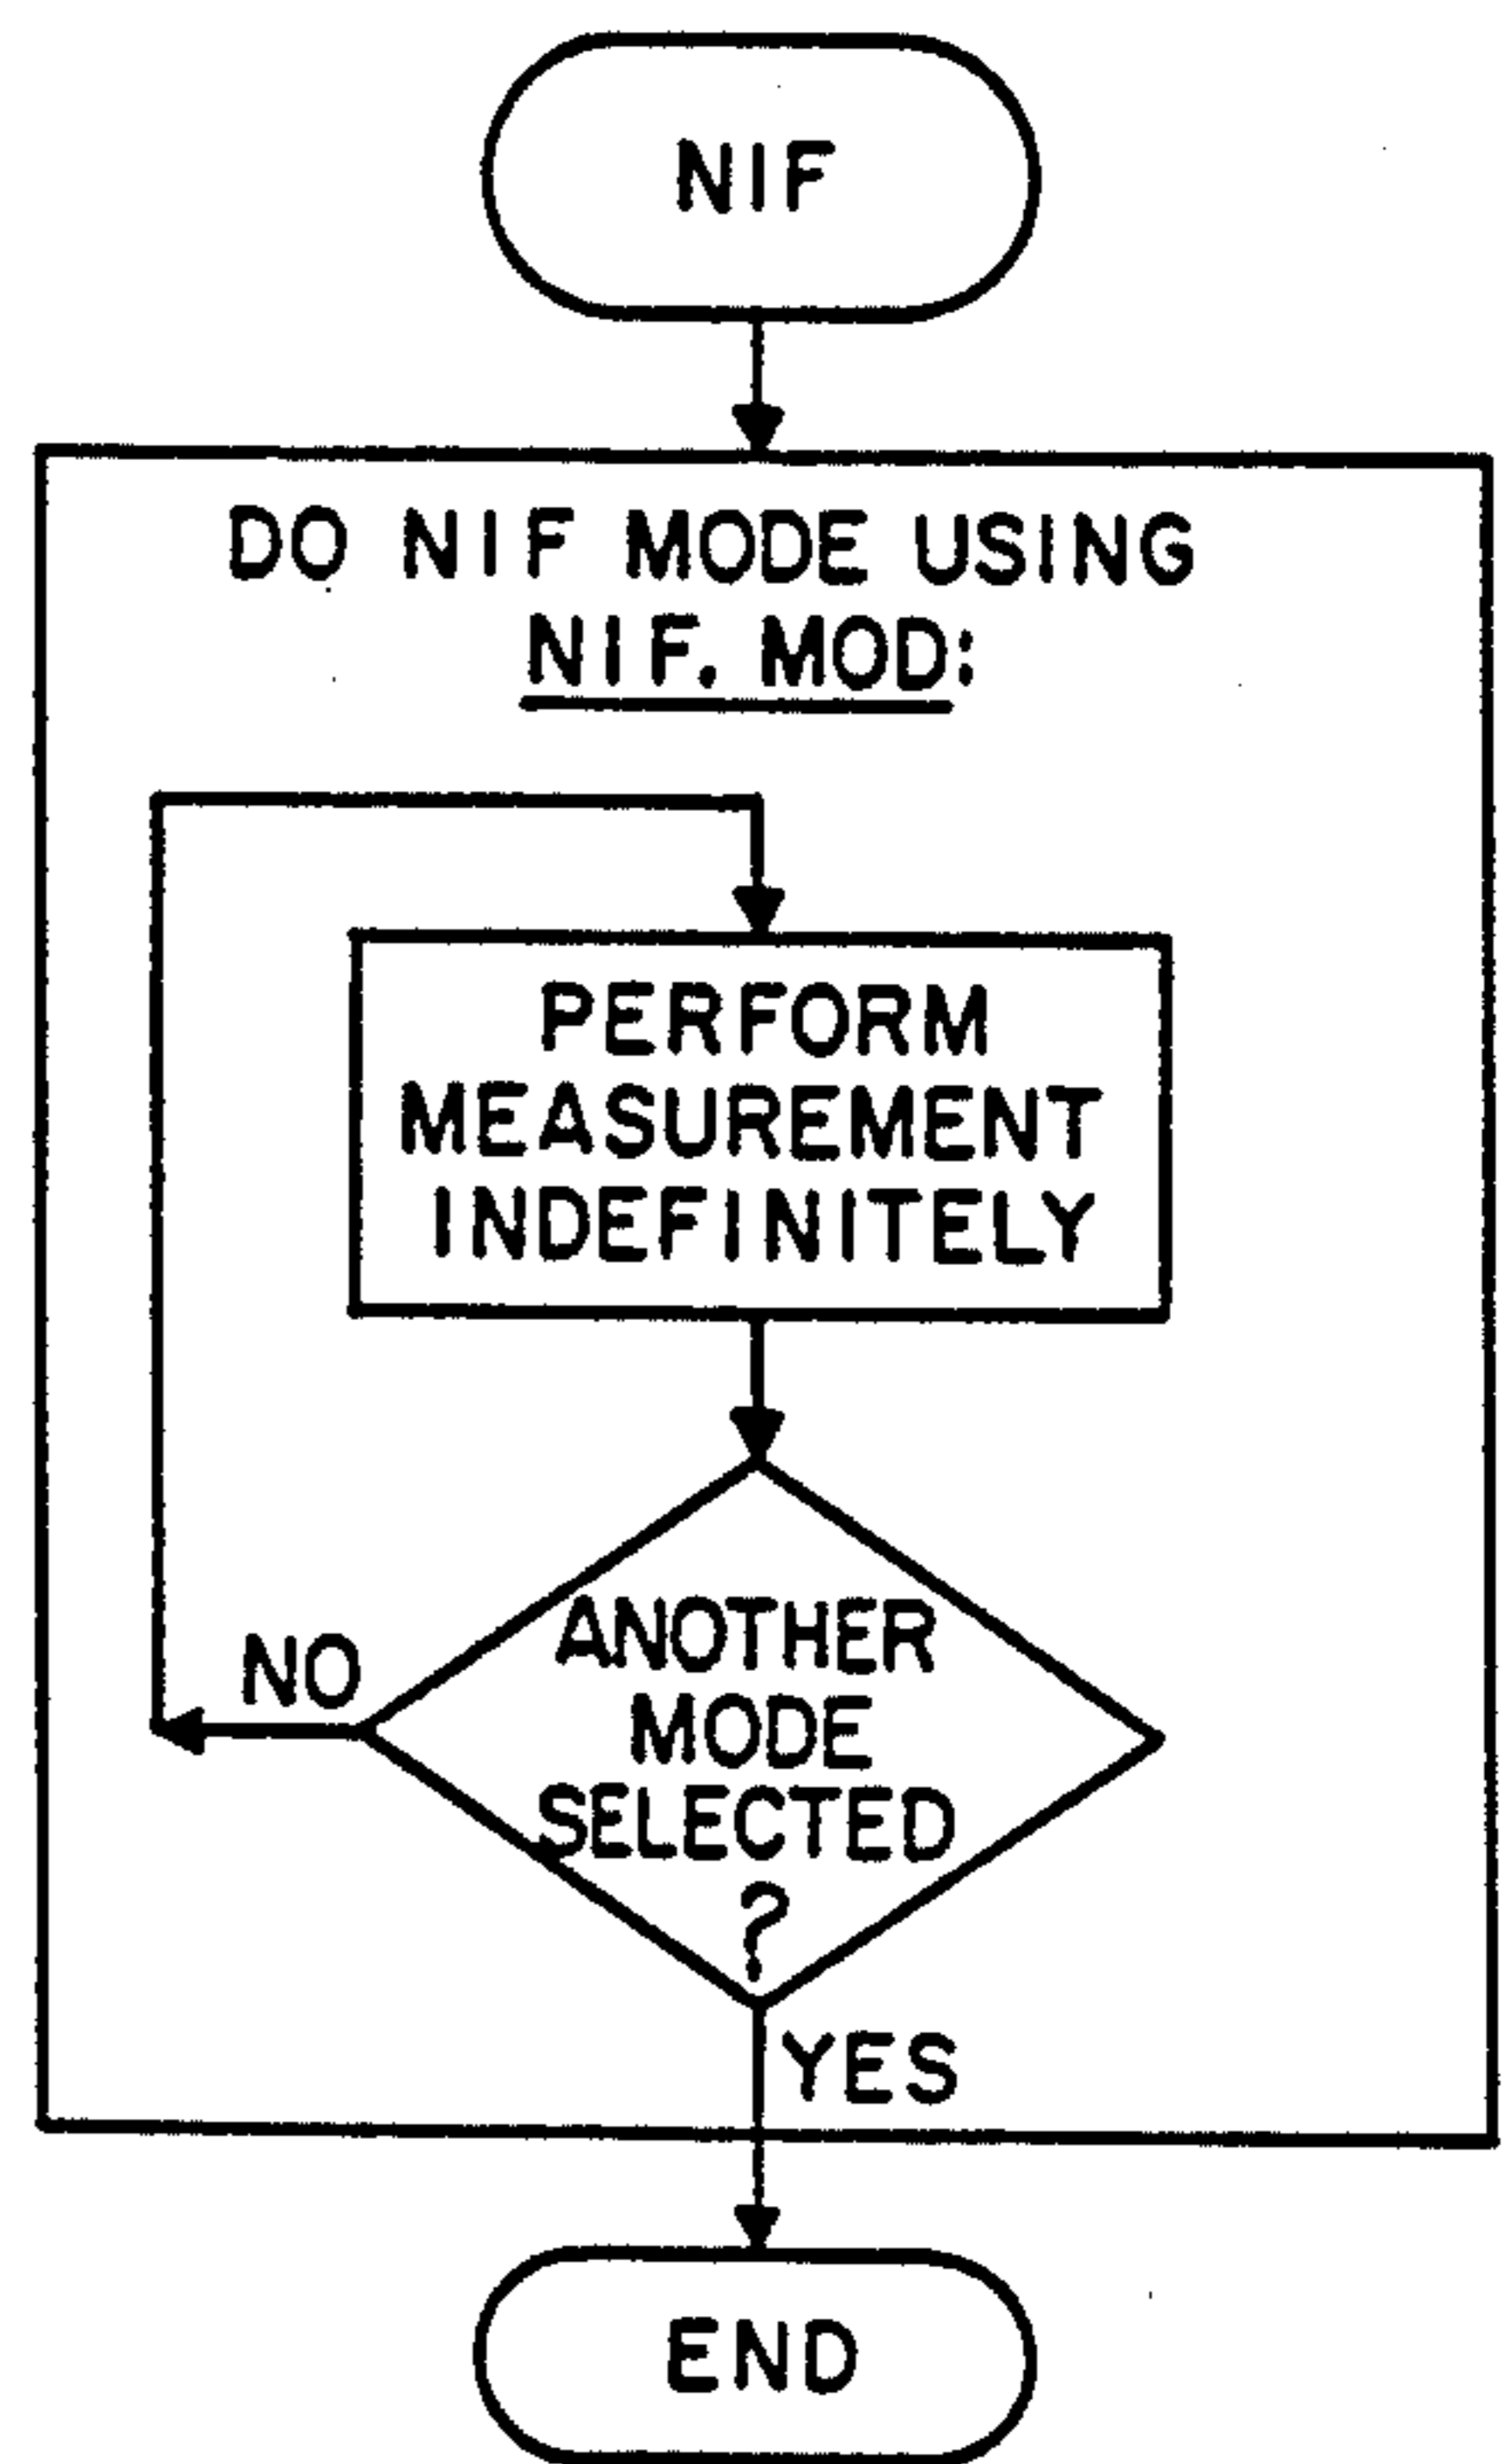 NIF
DO NIF MODE USING
NIF. MOD:
PERFORM
MEASUREMENT
INDEFINITELY
ANOTHER
MODE
SELECTED
?
NO
YES
END